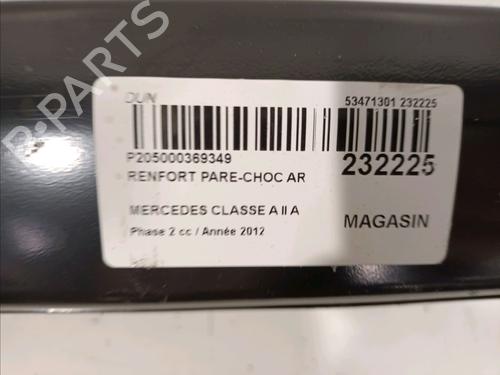 DUN
53471301 232225
P205000369349
232225
RENFORT PARE-CHOC AR
MERCEDES CLASSE A II A
MAGASIN
Phase 2 cc / Année 2012
B-PARTS